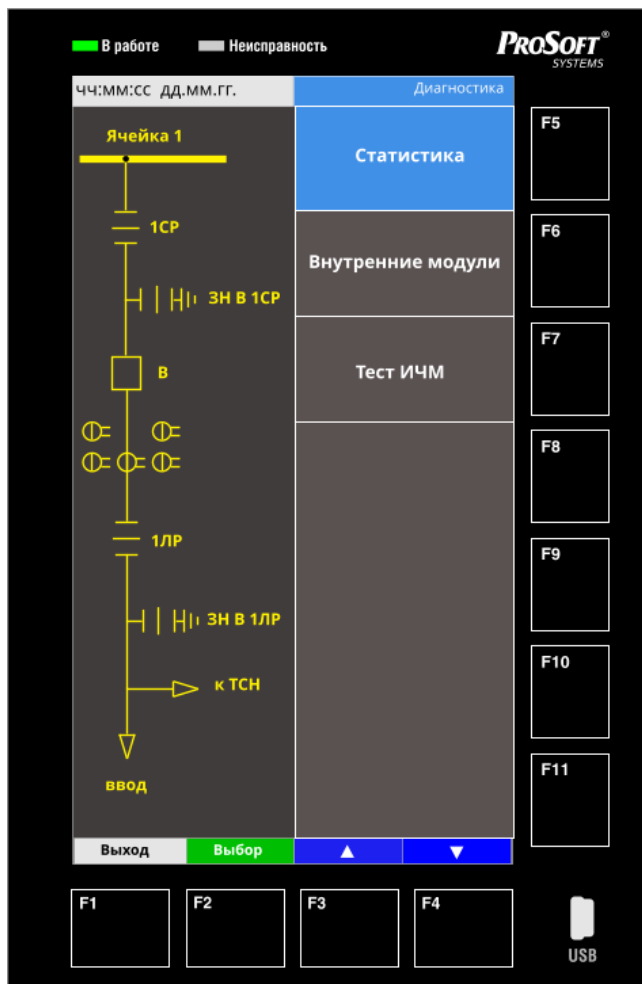 В работе Неисправность PROSOFT®
SYSTEMS
чч:мм:сс дд.мм.гг. Диагностика
Ячейка 1
Статистика
F5
1СР
Внутренние модули
F6
ЗН В 1СР
В
Тест ИЧМ
F7
F8
1ЛР
F9
ЗН В 1ЛР
к ТСН
F10
ввод
F11
Выход Выбор ▲ ▼
F1 F2 F3 F4
USB